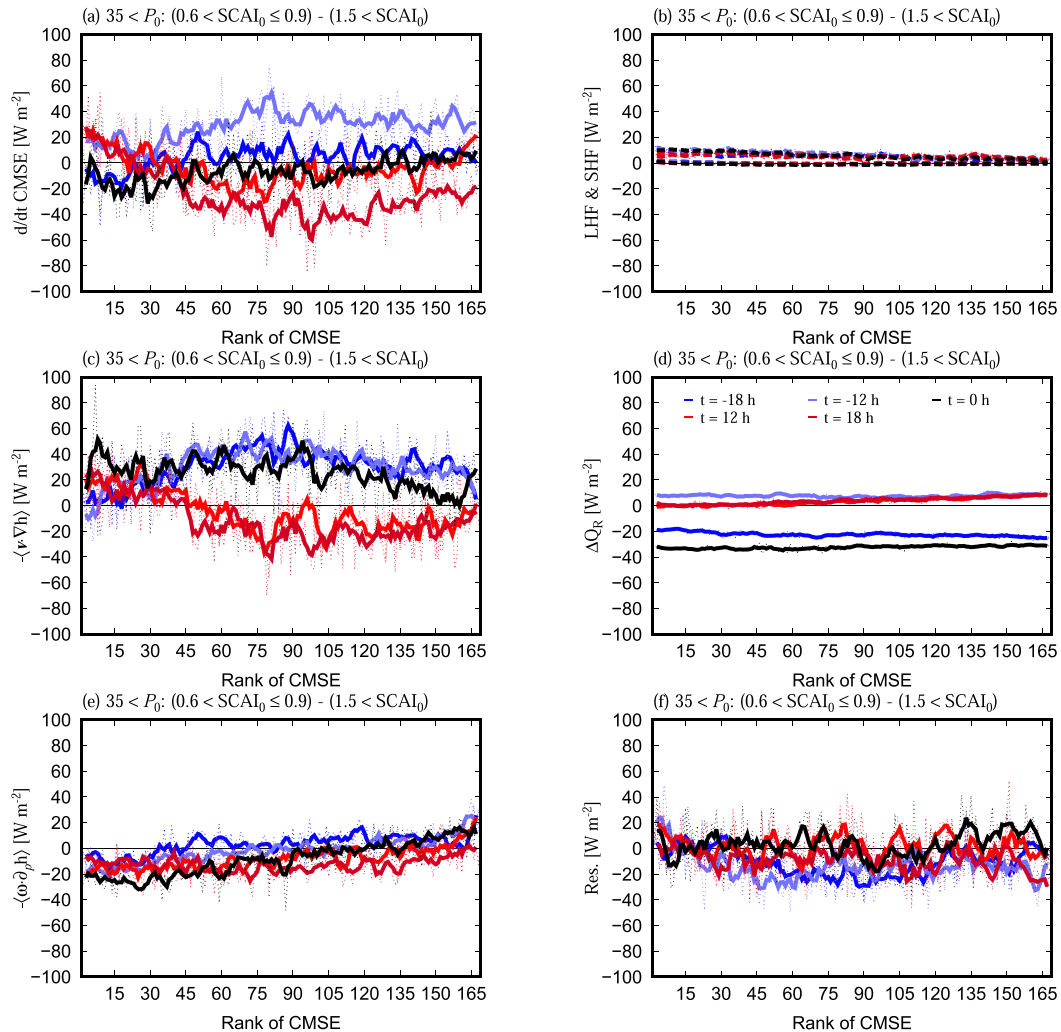 (a) 35 < P₀: (0.6 < SCAI₀ ≤ 0.9) - (1.5 < SCAI₀)
100
80
60
40
20
0
−20
−40
−60
−80
−100
d/dt CMSE [W m⁻²]
15 30 45 60 75 90 105 120 135 150 165
Rank of CMSE
(b) 35 < P₀: (0.6 < SCAI₀ ≤ 0.9) - (1.5 < SCAI₀)
100
80
60
40
20
0
−20
−40
−60
−80
−100
LHF & SHF [W m⁻²]
15 30 45 60 75 90 105 120 135 150 165
Rank of CMSE
(c) 35 < P₀: (0.6 < SCAI₀ ≤ 0.9) - (1.5 < SCAI₀)
100
80
60
40
20
0
−20
−40
−60
−80
−100
-⟨v·∇h⟩ [W m⁻²]
15 30 45 60 75 90 105 120 135 150 165
Rank of CMSE
(d) 35 < P₀: (0.6 < SCAI₀ ≤ 0.9) - (1.5 < SCAI₀)
t = -18 h t = -12 h t = 0 h
t = 12 h t = 18 h
100
80
60
40
20
0
−20
−40
−60
−80
−100
ΔQ_R [W m⁻²]
15 30 45 60 75 90 105 120 135 150 165
Rank of CMSE
(e) 35 < P₀: (0.6 < SCAI₀ ≤ 0.9) - (1.5 < SCAI₀)
100
80
60
40
20
0
−20
−40
−60
−80
−100
-⟨ω·∂ₚh⟩ [W m⁻²]
15 30 45 60 75 90 105 120 135 150 165
Rank of CMSE
(f) 35 < P₀: (0.6 < SCAI₀ ≤ 0.9) - (1.5 < SCAI₀)
100
80
60
40
20
0
−20
−40
−60
−80
−100
Res. [W m⁻²]
15 30 45 60 75 90 105 120 135 150 165
Rank of CMSE